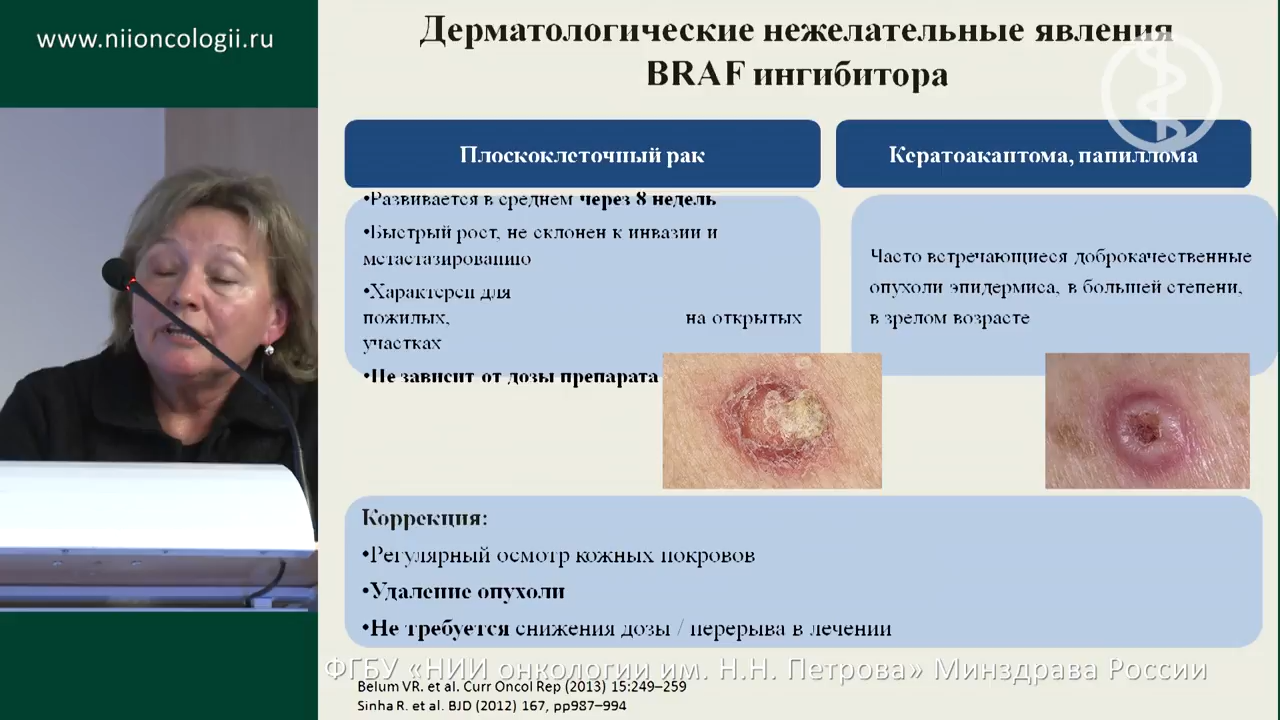 www.niioncologii.ru
Дерматологические нежелательные явления
BRAF ингибитора
Плоскоклеточный рак
•Развивается в среднем через 8 недель
•Быстрый рост, не склонен к инвазии и
метастазированию
•Характерен для
пожилых, на открытых
участках
•Не зависит от дозы препарата
Кератоакантома, папиллома
Часто встречающиеся доброкачественные
опухоли эпидермиса, в большей степени,
в зрелом возрасте
Коррекция:
•Регулярный осмотр кожных покровов
•Удаление опухоли
•Не требуется снижения дозы / перерыва в лечении
ФГБУ «НИИ онкологии им. Н.Н. Петрова» Минздрава России
Belum VR. et al. Curr Oncol Rep (2013) 15:249–259
Sinha R. et al. BJD (2012) 167, pp987–994